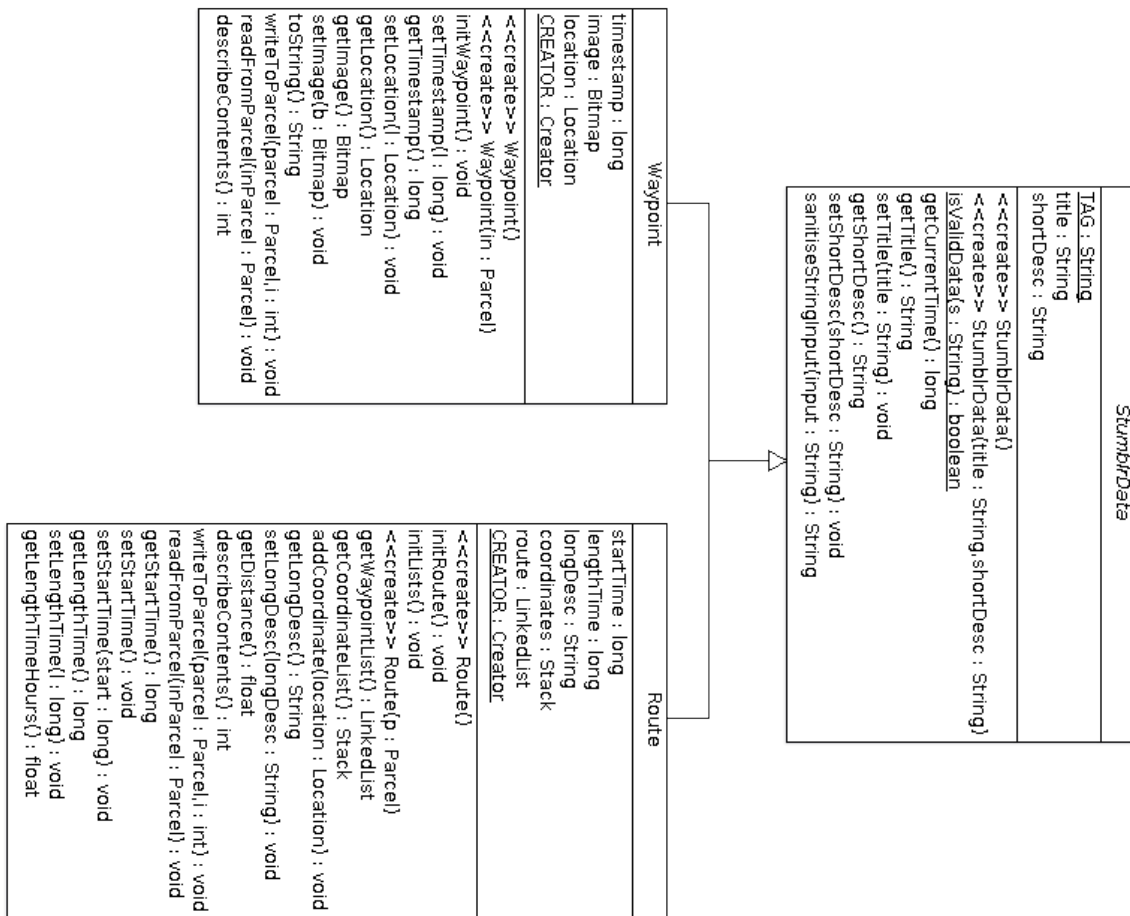 StumblrData
TAG : String
title : String
shortDesc : String
<<create>> StumblrData()
<<create>> StumblrData(title : String,shortDesc : String)
isValidData(s : String) : boolean
getCurrentTime() : long
getTitle() : String
setTitle(title : String) : void
getShortDesc() : String
setShortDesc(shortDesc : String) : void
sanitiseStringInput(input : String) : String
Waypoint
timestamp : long
image : Bitmap
location : Location
CREATOR : Creator
<<create>> Waypoint()
<<create>> Waypoint(in : Parcel)
initWaypoint() : void
setTimestamp(l : long) : void
getTimestamp() : long
setLocation(l : Location) : void
getLocation() : Location
getImage() : Bitmap
setImage(b : Bitmap) : void
toString() : String
writeToParcel(parcel : Parcel,i : int) : void
readFromParcel(inParcel : Parcel) : void
describeContents() : int
Route
startTime : long
lengthTime : long
longDesc : String
coordinates : Stack
route : LinkedList
CREATOR : Creator
<<create>> Route()
initRoute() : void
initLists() : void
<<create>> Route(p : Parcel)
getWaypointList() : LinkedList
getCoordinateList() : Stack
addCoordinate(location : Location) : void
getLongDesc() : String
setLongDesc(longDesc : String) : void
getDistance() : float
describeContents() : int
writeToParcel(parcel : Parcel,i : int) : void
readFromParcel(inParcel : Parcel) : void
getStartTime() : long
setStartTime() : void
setStartTime(start : long) : void
getLengthTime() : long
setLengthTime(l : long) : void
getLengthTimeHours() : float